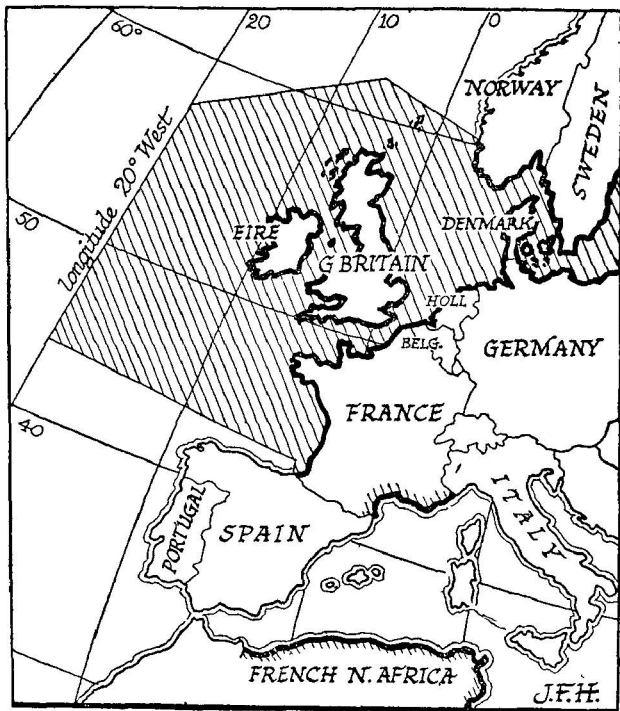 60°
20
10
0
NORWAY
SWEDEN
longitude 20° West
50
EIRE
DENMARK
G BRITAIN
HOLL
BELG.
GERMANY
FRANCE
40
ITALY
PORTUGAL
SPAIN
FRENCH N. AFRICA
J.F.H.